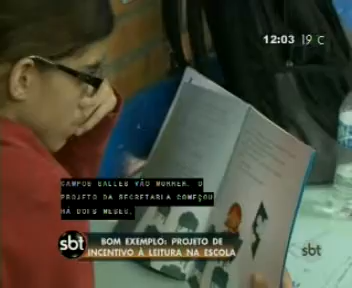 12:03 19°C
CAMPOS SALLES VÃO MORRER. O
PROJETO DA SECRETARIA COMEÇOU
HÁ DOIS MESES,
sbt
BOM EXEMPLO: PROJETO DE
INCENTIVO À LEITURA NA ESCOLA
sbt